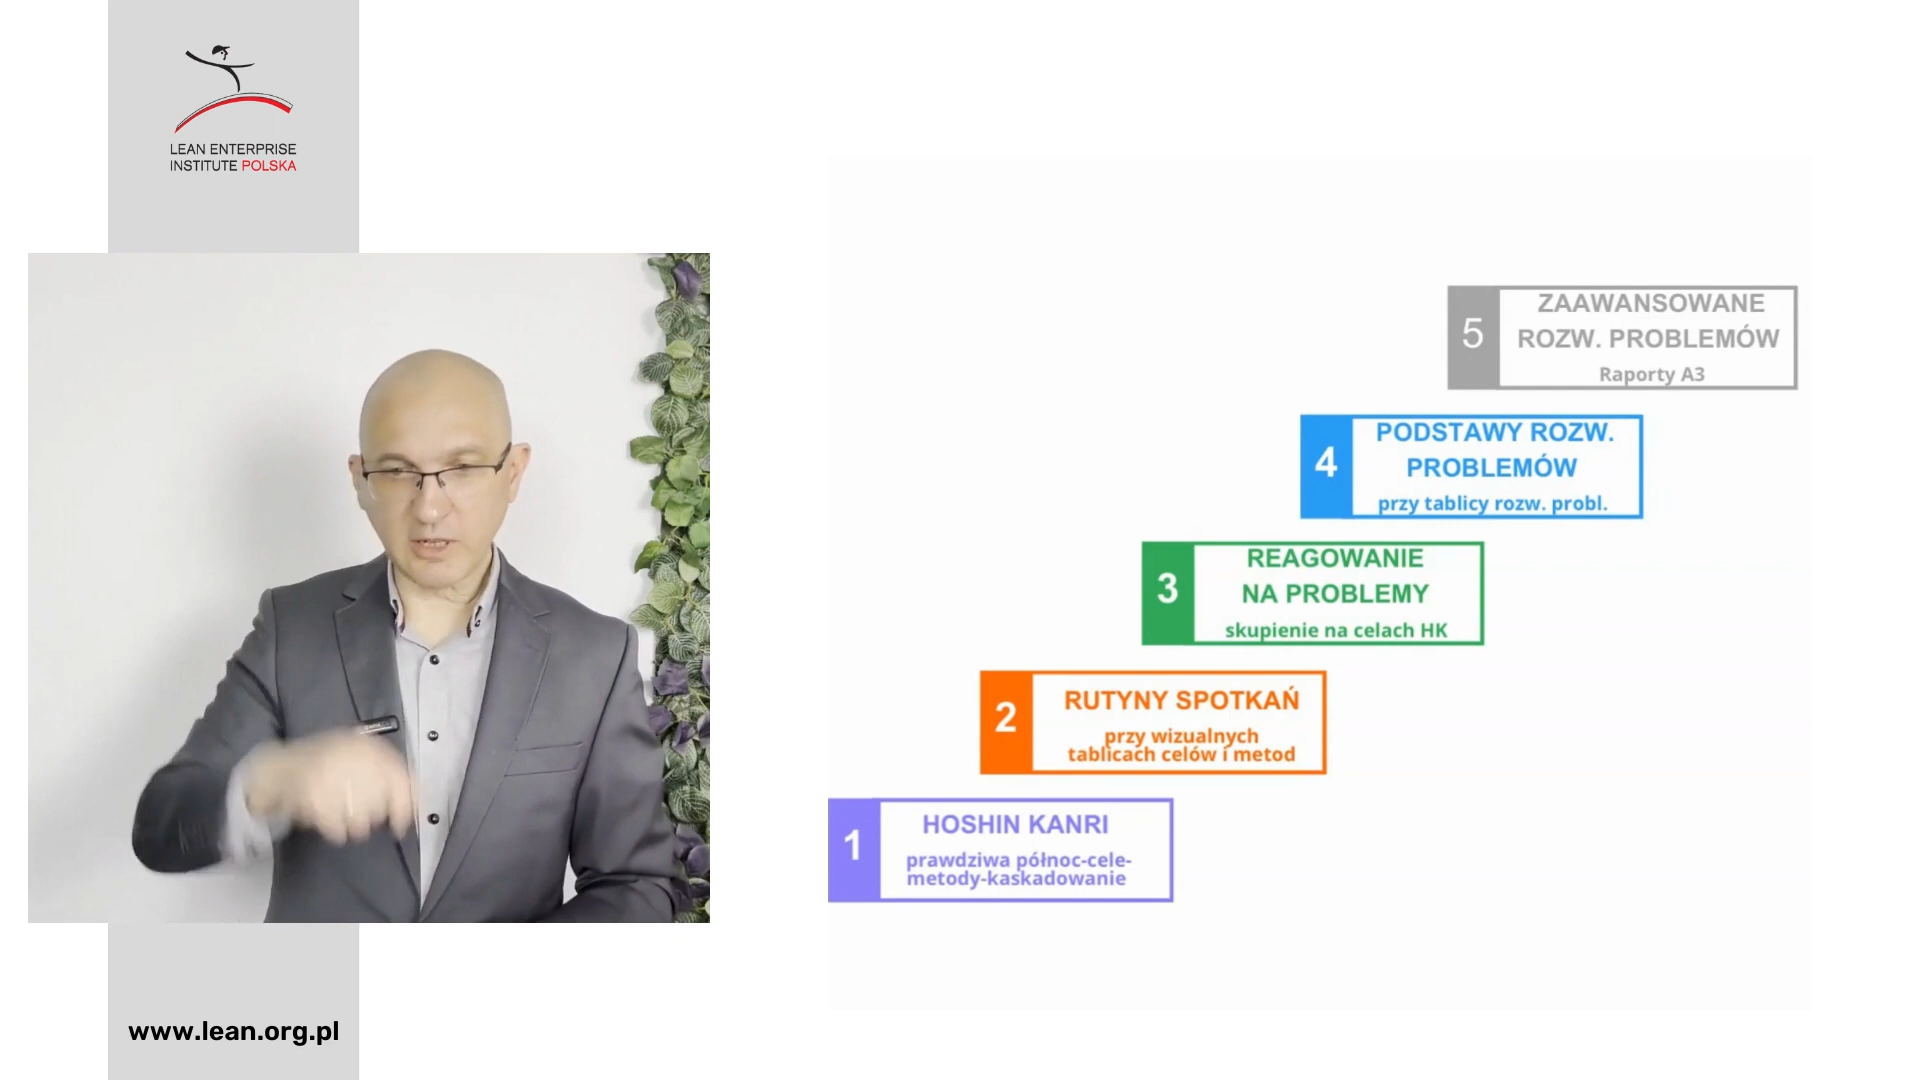 LEAN ENTERPRISE
INSTITUTE POLSKA
5
ZAAWANSOWANE
ROZW. PROBLEMÓW
Raporty A3
4
PODSTAWY ROZW.
PROBLEMÓW
przy tablicy rozw. probl.
3
REAGOWANIE
NA PROBLEMY
skupienie na celach HK
2
RUTYNY SPOTKAŃ
przy wizualnych
tablicach celów i metod
1
HOSHIN KANRI
prawdziwa północ-cele-
metody-kaskadowanie
www.lean.org.pl